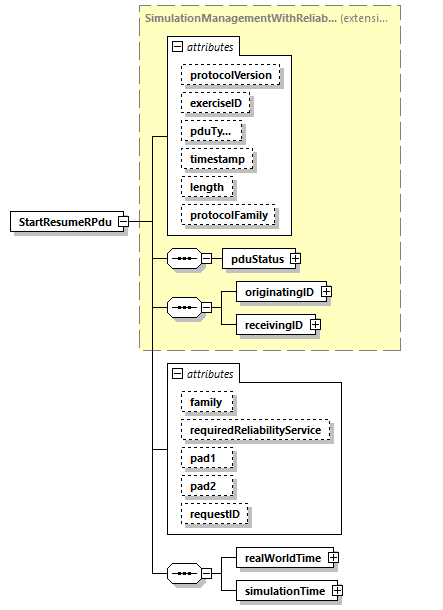 SimulationManagementWithReliab... (extensi...
attributes
protocolVersion
exerciseID
pduTy...
timestamp
length
protocolFamily
StartResumeRPdu
pduStatus
originatingID
receivingID
attributes
family
requiredReliabilityService
pad1
pad2
requestID
realWorldTime
simulationTime